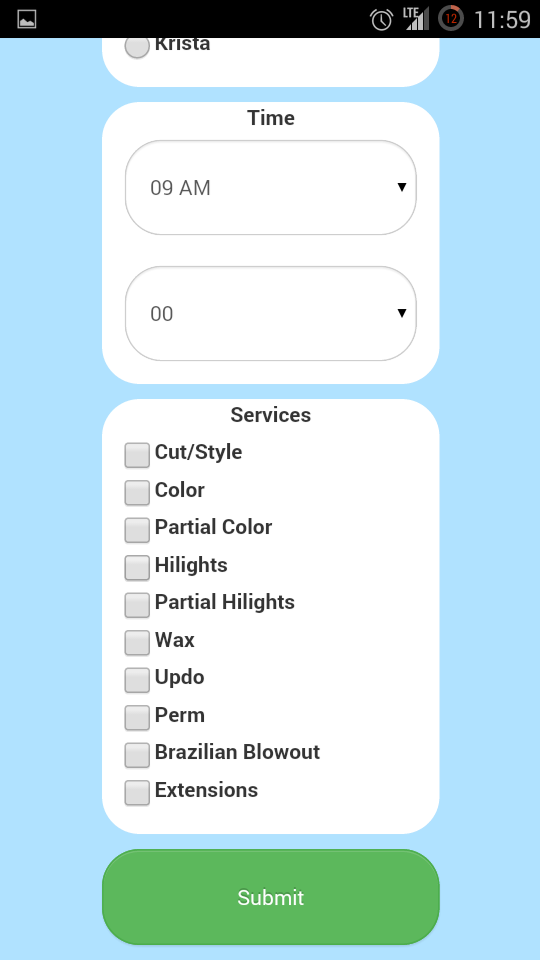 LTE 12 11:59
Krista
Time
09 AM
00
Services
Cut/Style
Color
Partial Color
Hilights
Partial Hilights
Wax
Updo
Perm
Brazilian Blowout
Extensions
Submit